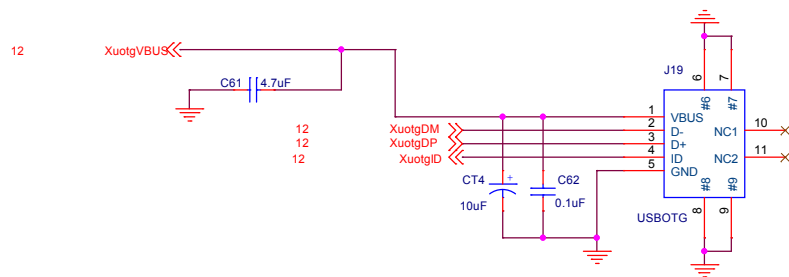 12 XuotgVBUS
C61 4.7uF
J19
6 7
#6 #7
1 VBUS
12 XuotgDM 2 D- NC1 10
12 XuotgDP 3 D+
12 XuotgID 4 ID NC2 11
5 GND
CT4 + C62
10uF 0.1uF
#8 #9
USBOTG 8 9